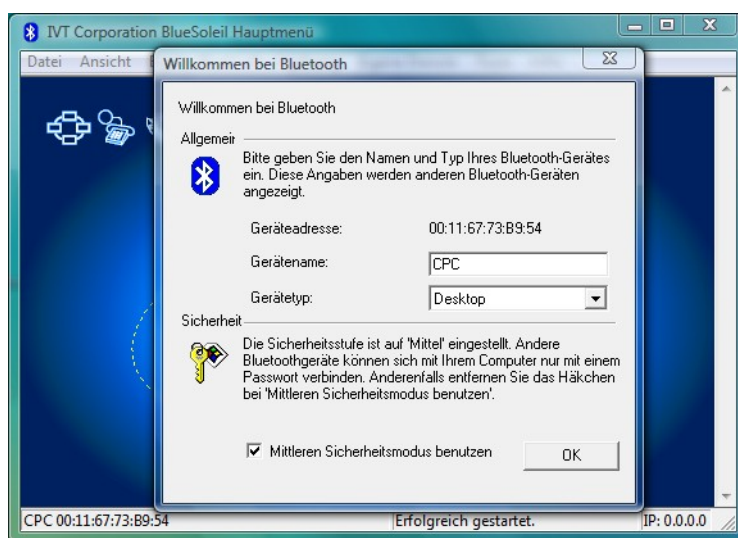 IVT Corporation BlueSoleil Hauptmenü
Datei Ansicht
Willkommen bei Bluetooth
Willkommen bei Bluetooth
Allgemein
Bitte geben Sie den Namen und Typ Ihres Bluetooth-Gerätes
ein. Diese Angaben werden anderen Bluetooth-Geräten
angezeigt.
Geräteadresse: 00:11:67:73:B9:54
Gerätename: CPC
Gerätetyp: Desktop
Sicherheit
Die Sicherheitsstufe ist auf 'Mittel' eingestellt. Andere
Bluetoothgeräte können sich mit Ihrem Computer nur mit einem
Passwort verbinden. Anderenfalls entfernen Sie das Häkchen
bei 'Mittleren Sicherheitsmodus benutzen'.
Mittleren Sicherheitsmodus benutzen OK
CPC 00:11:67:73:B9:54 Erfolgreich gestartet. IP: 0.0.0.0